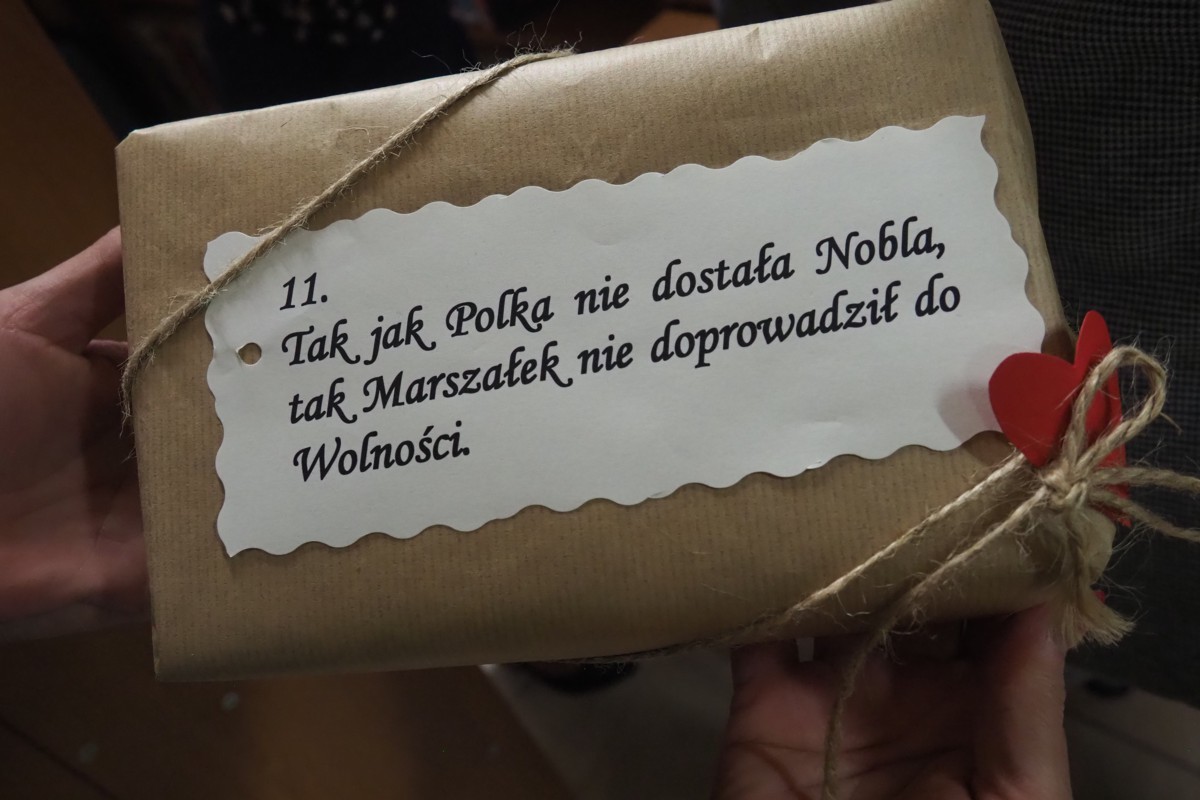 11.
Tak jak Polka nie dostała Nobla,
tak Marszałek nie doprowadził do
Wolności.